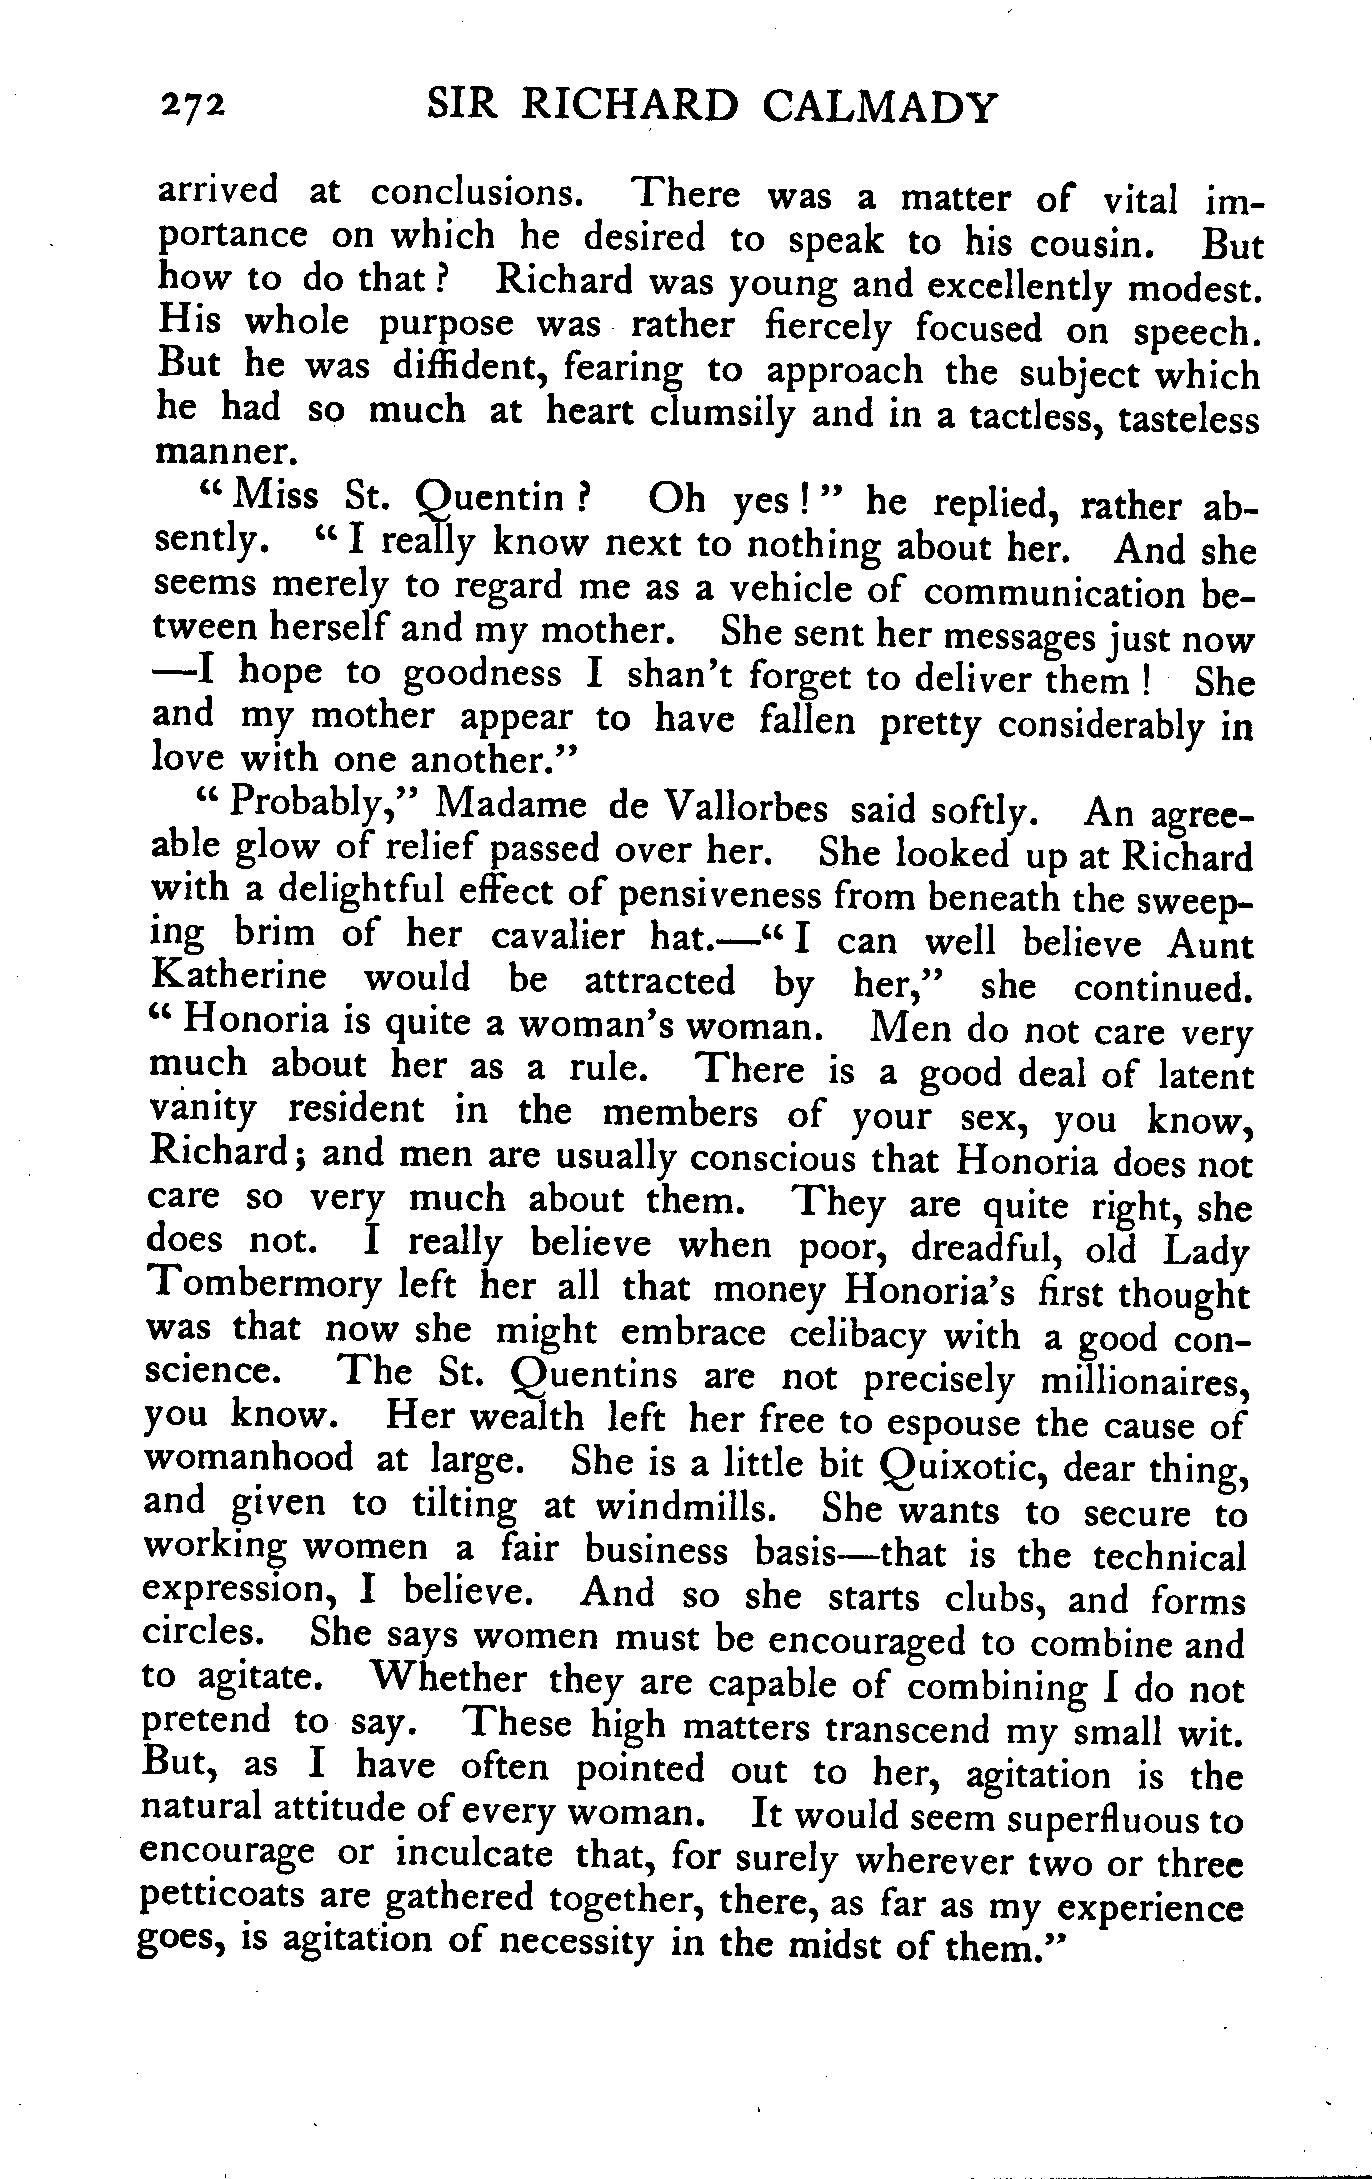 272 SIR RICHARD CALMADY
arrived at conclusions. There was a matter of vital im-
portance on which he desired to speak to his cousin. But
how to do that? Richard was young and excellently modest.
His whole purpose was rather fiercely focused on speech.
But he was diffident, fearing to approach the subject which
he had so much at heart clumsily and in a tactless, tasteless
manner.
“Miss St. Quentin? Oh yes!” he replied, rather ab-
sently. “I really know next to nothing about her. And she
seems merely to regard me as a vehicle of communication be-
tween herself and my mother. She sent her messages just now
—I hope to goodness I shan't forget to deliver them! She
and my mother appear to have fallen pretty considerably in
love with one another.”
“Probably,” Madame de Vallorbes said softly. An agree-
able glow of relief passed over her. She looked up at Richard
with a delightful effect of pensiveness from beneath the sweep-
ing brim of her cavalier hat.—“I can well believe Aunt
Katherine would be attracted by her,” she continued.
“Honoria is quite a woman's woman. Men do not care very
much about her as a rule. There is a good deal of latent
vanity resident in the members of your sex, you know,
Richard; and men are usually conscious that Honoria does not
care so very much about them. They are quite right, she
does not. I really believe when poor, dreadful, old Lady
Tombermory left her all that money Honoria's first thought
was that now she might embrace celibacy with a good con-
science. The St. Quentins are not precisely millionaires,
you know. Her wealth left her free to espouse the cause of
womanhood at large. She is a little bit Quixotic, dear thing,
and given to tilting at windmills. She wants to secure to
working women a fair business basis—that is the technical
expression, I believe. And so she starts clubs, and forms
circles. She says women must be encouraged to combine and
to agitate. Whether they are capable of combining I do not
pretend to say. These high matters transcend my small wit.
But, as I have often pointed out to her, agitation is the
natural attitude of every woman. It would seem superfluous to
encourage or inculcate that, for surely wherever two or three
petticoats are gathered together, there, as far as my experience
goes, is agitation of necessity in the midst of them.”